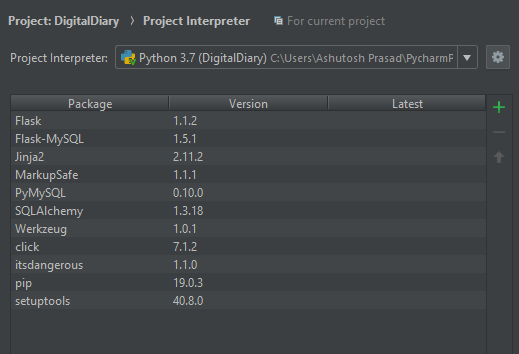 Project: DigitalDiary › Project Interpreter For current project
Project Interpreter: Python 3.7 (DigitalDiary) C:\Users\Ashutosh Prasad\PycharmP
Package Version Latest
Flask 1.1.2
Flask-MySQL 1.5.1
Jinja2 2.11.2
MarkupSafe 1.1.1
PyMySQL 0.10.0
SQLAlchemy 1.3.18
Werkzeug 1.0.1
click 7.1.2
itsdangerous 1.1.0
pip 19.0.3
setuptools 40.8.0